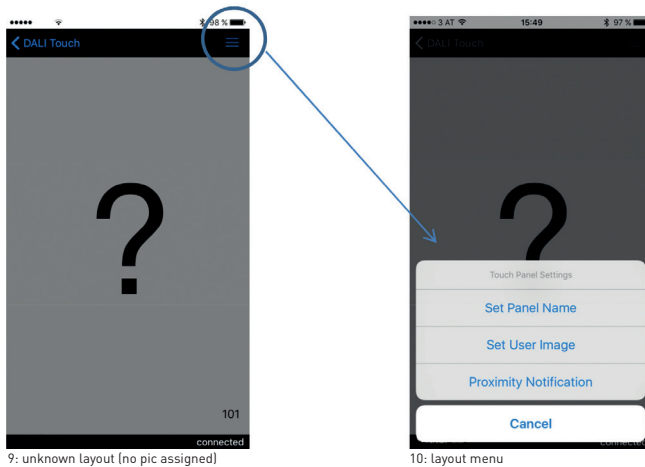 98 %
DALI Touch
?
101
connected
9: unknown layout (no pic assigned)
3 AT 15:49 97 %
DALI Touch
?
Touch Panel Settings
Set Panel Name
Set User Image
Proximity Notification
Cancel
connected
10: layout menu